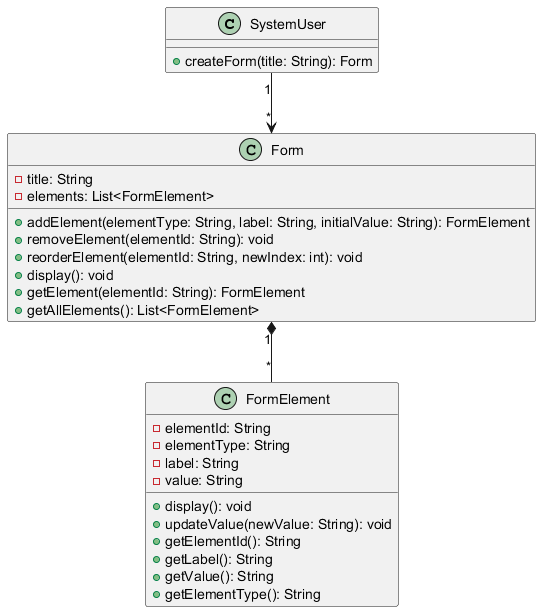 C SystemUser
createForm(title: String): Form
1
*
C Form
title: String
elements: List<FormElement>
addElement(elementType: String, label: String, initialValue: String): FormElement
removeElement(elementId: String): void
reorderElement(elementId: String, newIndex: int): void
display(): void
getElement(elementId: String): FormElement
getAllElements(): List<FormElement>
1
*
C FormElement
elementId: String
elementType: String
label: String
value: String
display(): void
updateValue(newValue: String): void
getElementId(): String
getLabel(): String
getValue(): String
getElementType(): String